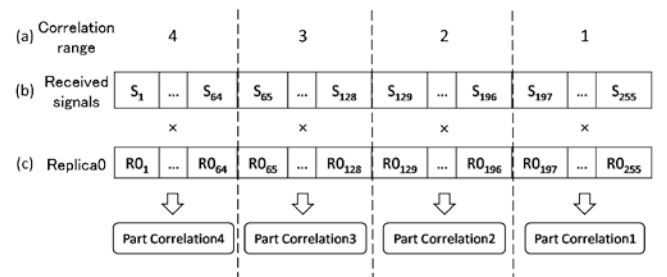 (a) Correlation range 4 3 2 1
(b) Received signals S1 ... S64 S65 ... S128 S129 ... S196 S197 ... S255
× × × ×
(c) Replica0 R01 ... R064 R065 ... R0128 R0129 ... R0196 R0197 ... R0255
Part Correlation4 Part Correlation3 Part Correlation2 Part Correlation1